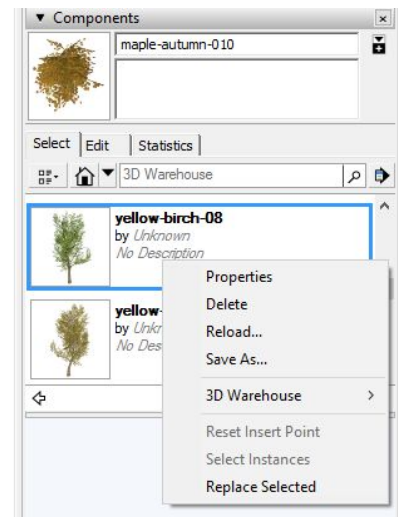 Components
maple-autumn-010
Select Edit Statistics
3D Warehouse
yellow-birch-08
by Unknown
No Description
Properties
Delete
Reload...
Save As...
3D Warehouse
Reset Insert Point
Select Instances
Replace Selected
yellow-
by Unkr
No Des